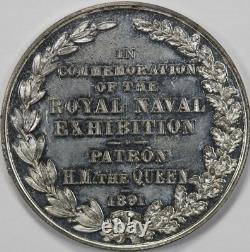 IN
COMMEMORATION
OF THE
ROYAL NAVAL
EXHIBITION
PATRON
H.M. THE QUEEN
1891